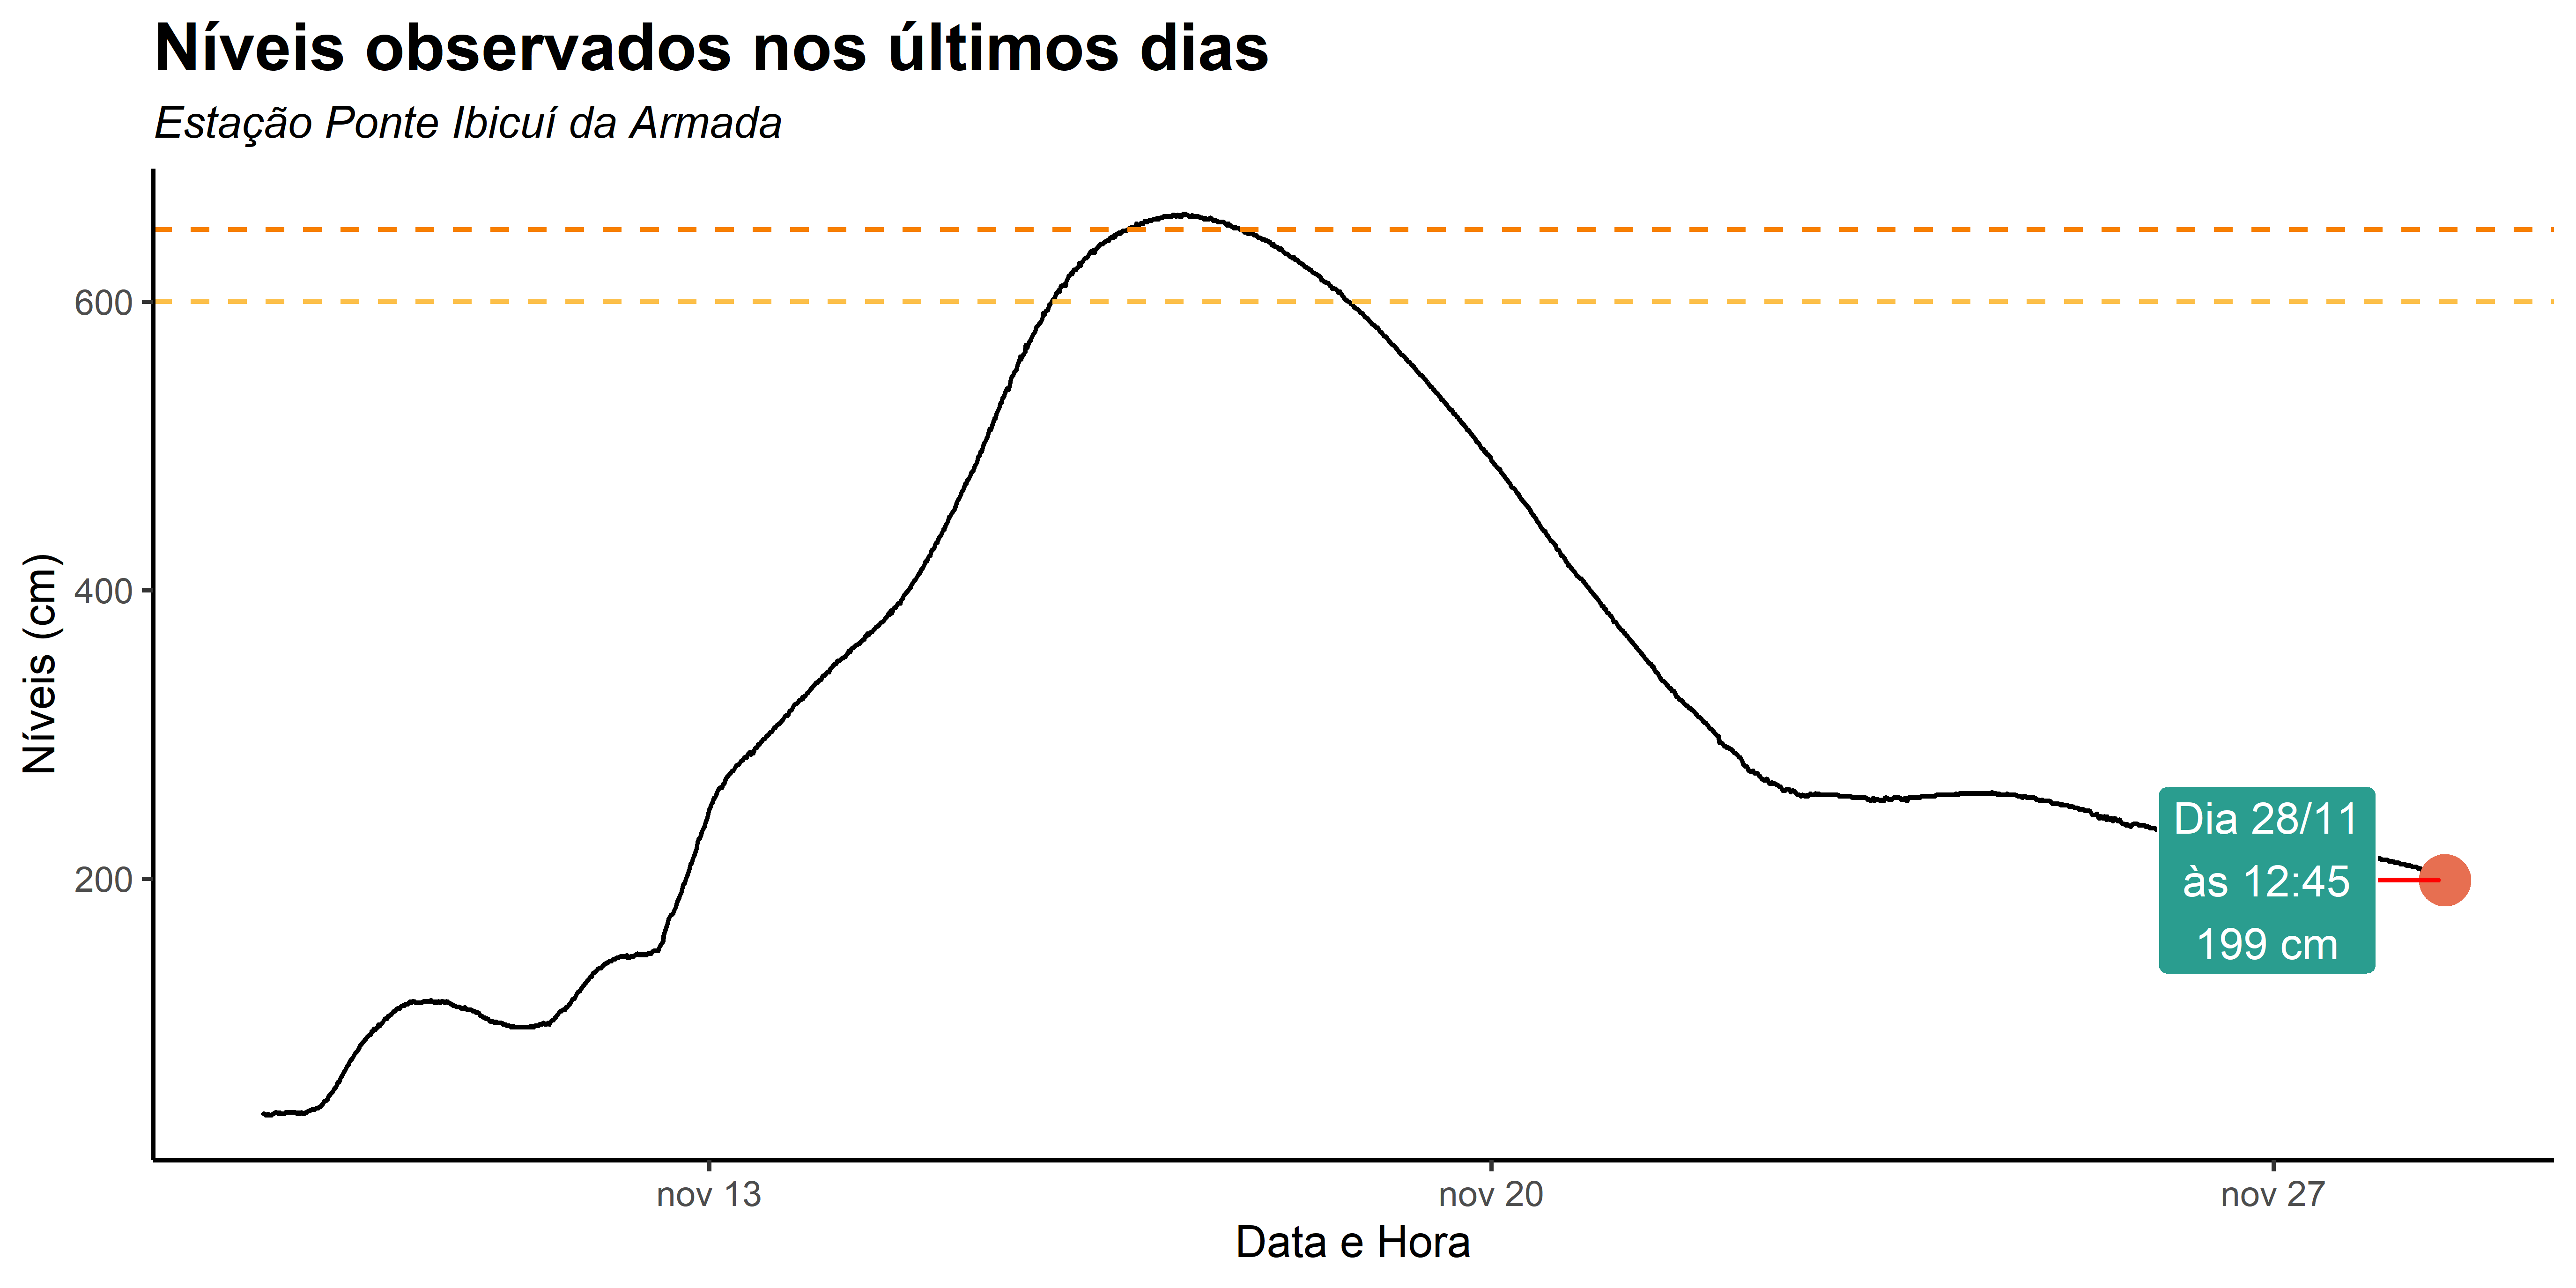 Níveis observados nos últimos dias
Estação Ponte Ibicuí da Armada
Níveis (cm)
600
400
200
Dia 28/11
às 12:45
199 cm
nov 13
nov 20
nov 27
Data e Hora